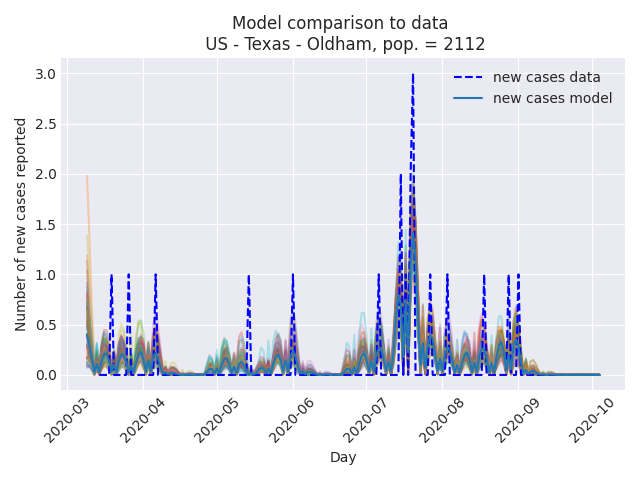 Model comparison to data
US - Texas - Oldham, pop. = 2112
new cases data
new cases model
Number of new cases reported
3.0
2.5
2.0
1.5
1.0
0.5
0.0
2020-03
2020-04
2020-05
2020-06
2020-07
2020-08
2020-09
2020-10
Day